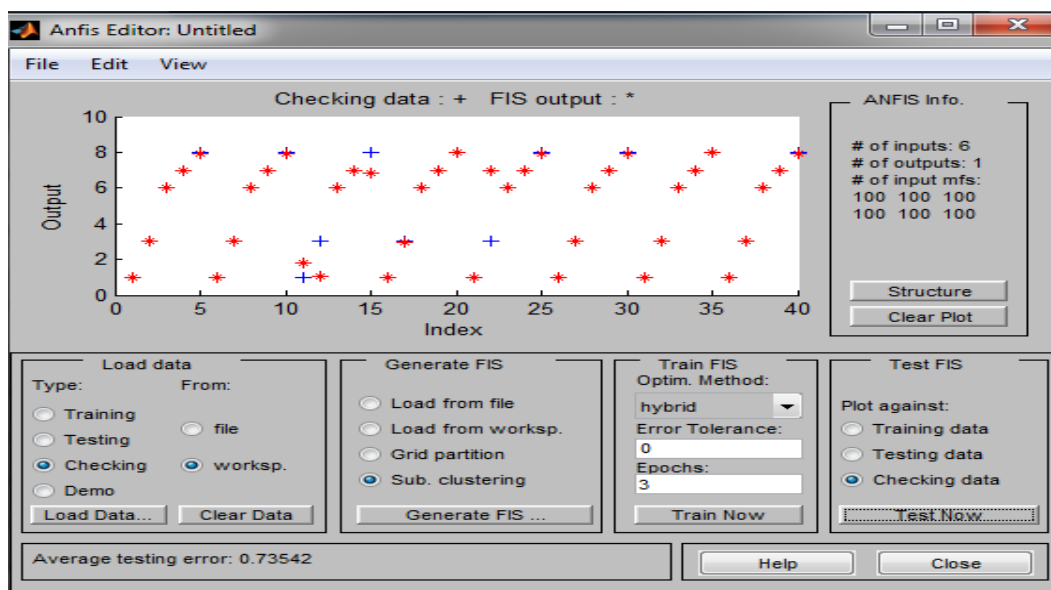 Anfis Editor: Untitled
File Edit View
Checking data : + FIS output : *
Output
10
8
6
4
2
0
0 5 10 15 20 25 30 35 40
Index
ANFIS Info.
# of inputs: 6
# of outputs: 1
# of input mfs:
100 100 100
100 100 100
Structure
Clear Plot
Load data
Type: From:
Training
Testing
Checking
Demo
file
worksp.
Load Data... Clear Data
Generate FIS
Load from file
Load from worksp.
Grid partition
Sub. clustering
Generate FIS ...
Train FIS
Optim. Method:
hybrid
Error Tolerance:
0
Epochs:
3
Train Now
Test FIS
Plot against:
Training data
Testing data
Checking data
Test Now
Average testing error: 0.73542
Help
Close